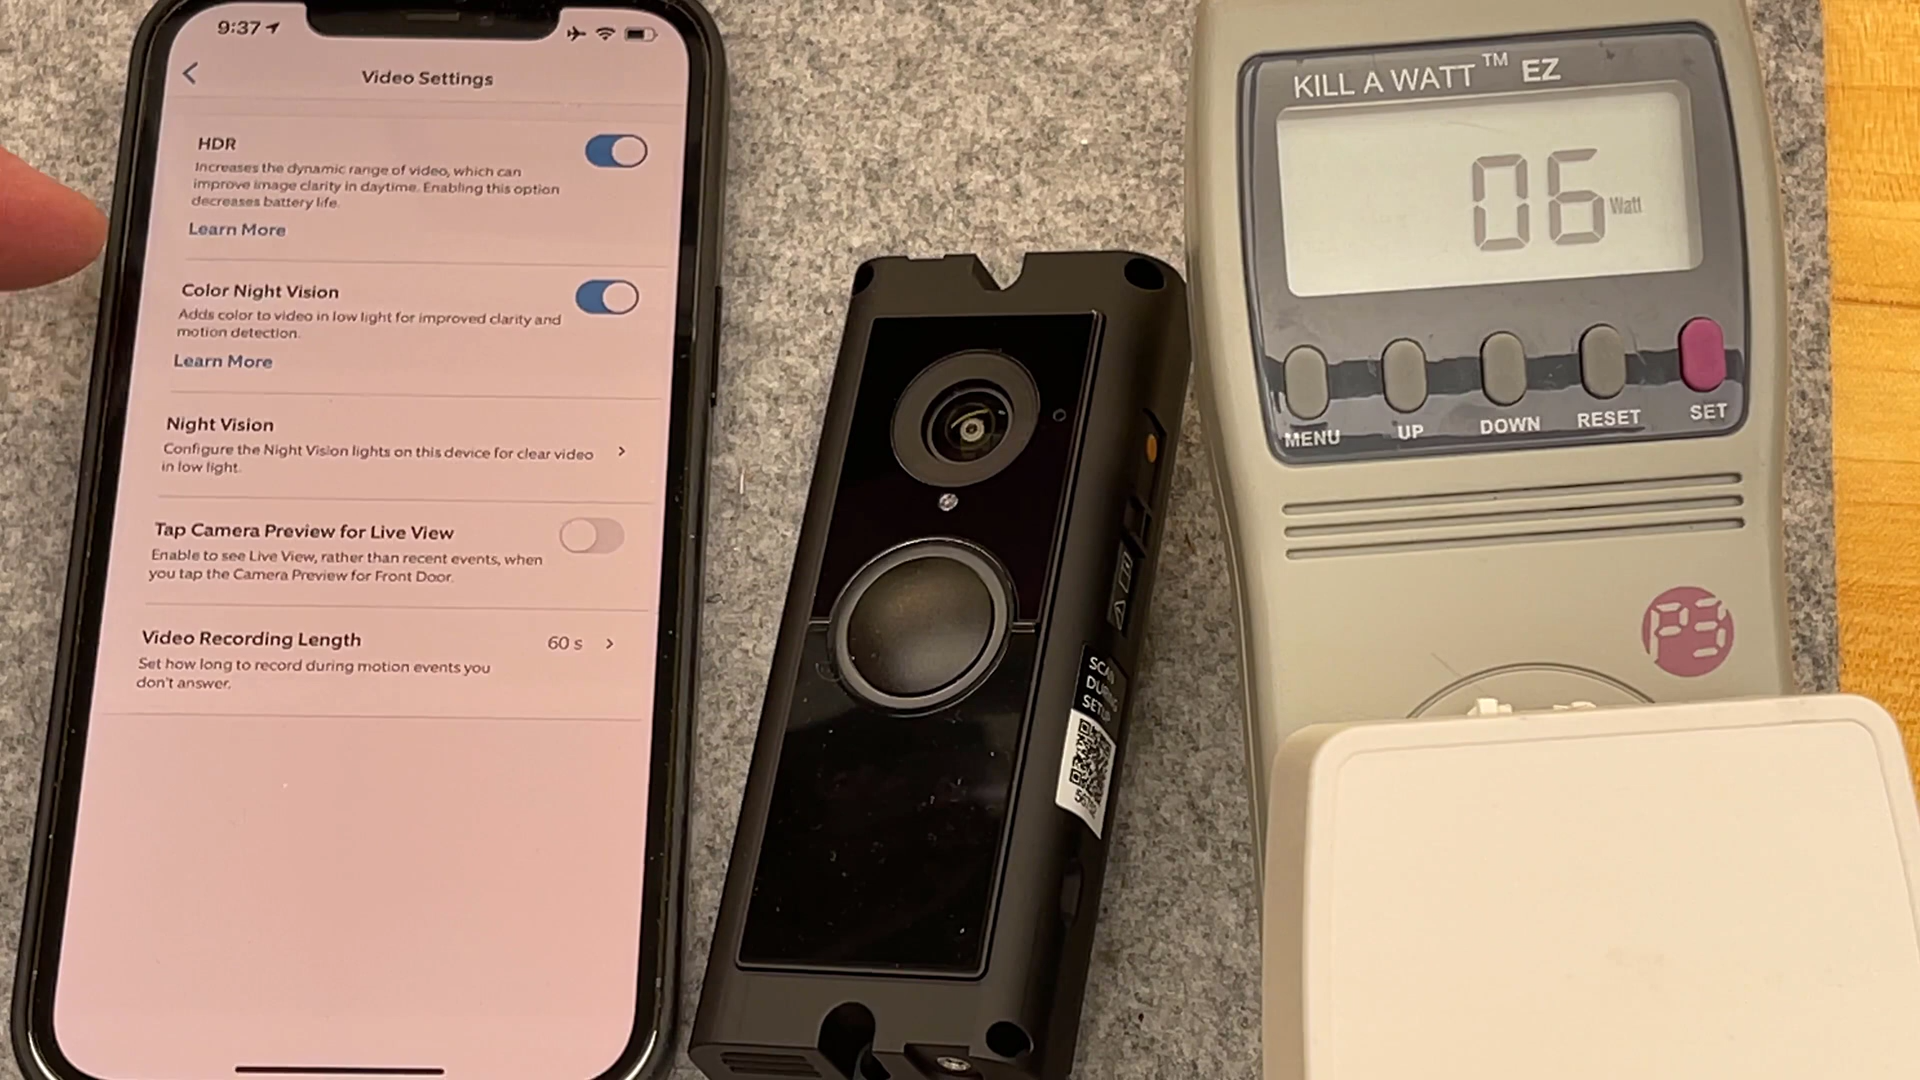 9:37
Video Settings
HDR
Increases the dynamic range of video, which can
improve image clarity in daytime. Enabling this option
decreases battery life.
Learn More
Color Night Vision
Adds color to video in low light for improved clarity and
motion detection.
Learn More
Night Vision
Configure the Night Vision lights on this device for clear video
in low light.
Tap Camera Preview for Live View
Enable to see Live View, rather than recent events, when
you tap the Camera Preview for Front Door.
Video Recording Length
60 s
Set how long to record during motion events you
don't answer.
SCAN
DURING
SETUP
KILL A WATT™ EZ
06 Watt
MENU
UP
DOWN
RESET
SET
P3